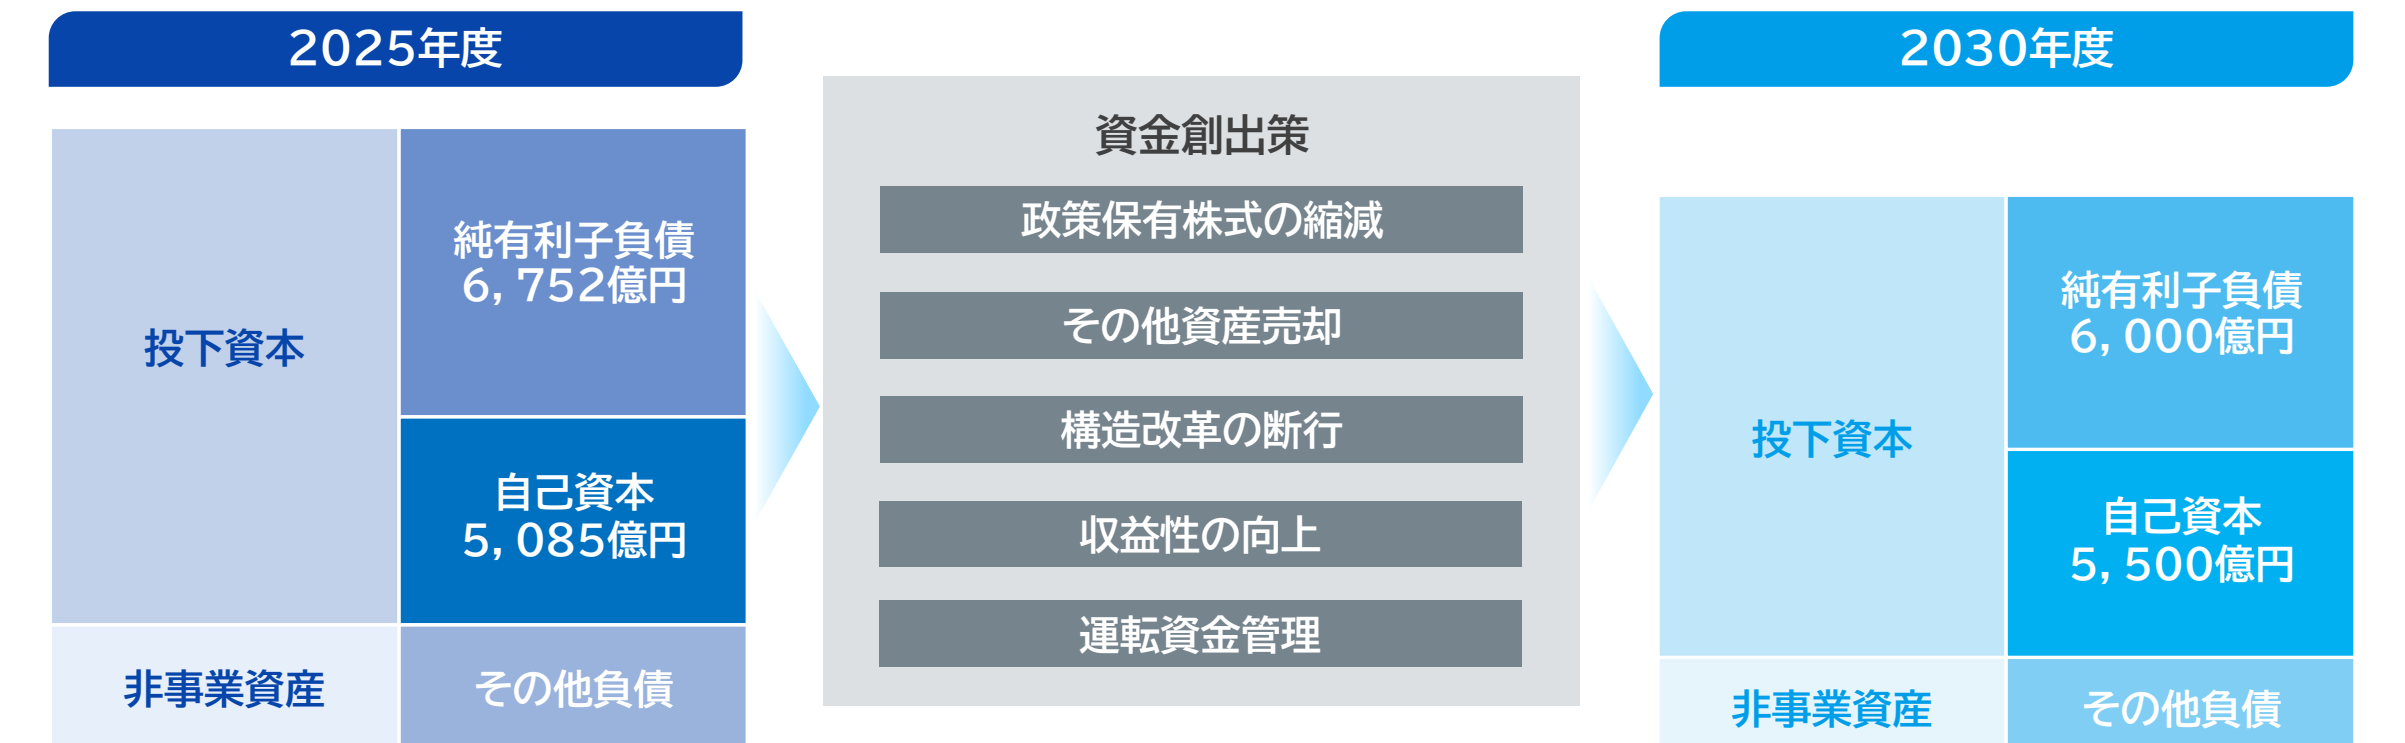 2025年度
投下資本
純有利子負債
6,752億円
自己資本
5,085億円
非事業資産
その他負債
資金創出策
政策保有株式の縮減
その他資産売却
構造改革の断行
収益性の向上
運転資金管理
2030年度
投下資本
純有利子負債
6,000億円
自己資本
5,500億円
非事業資産
その他負債